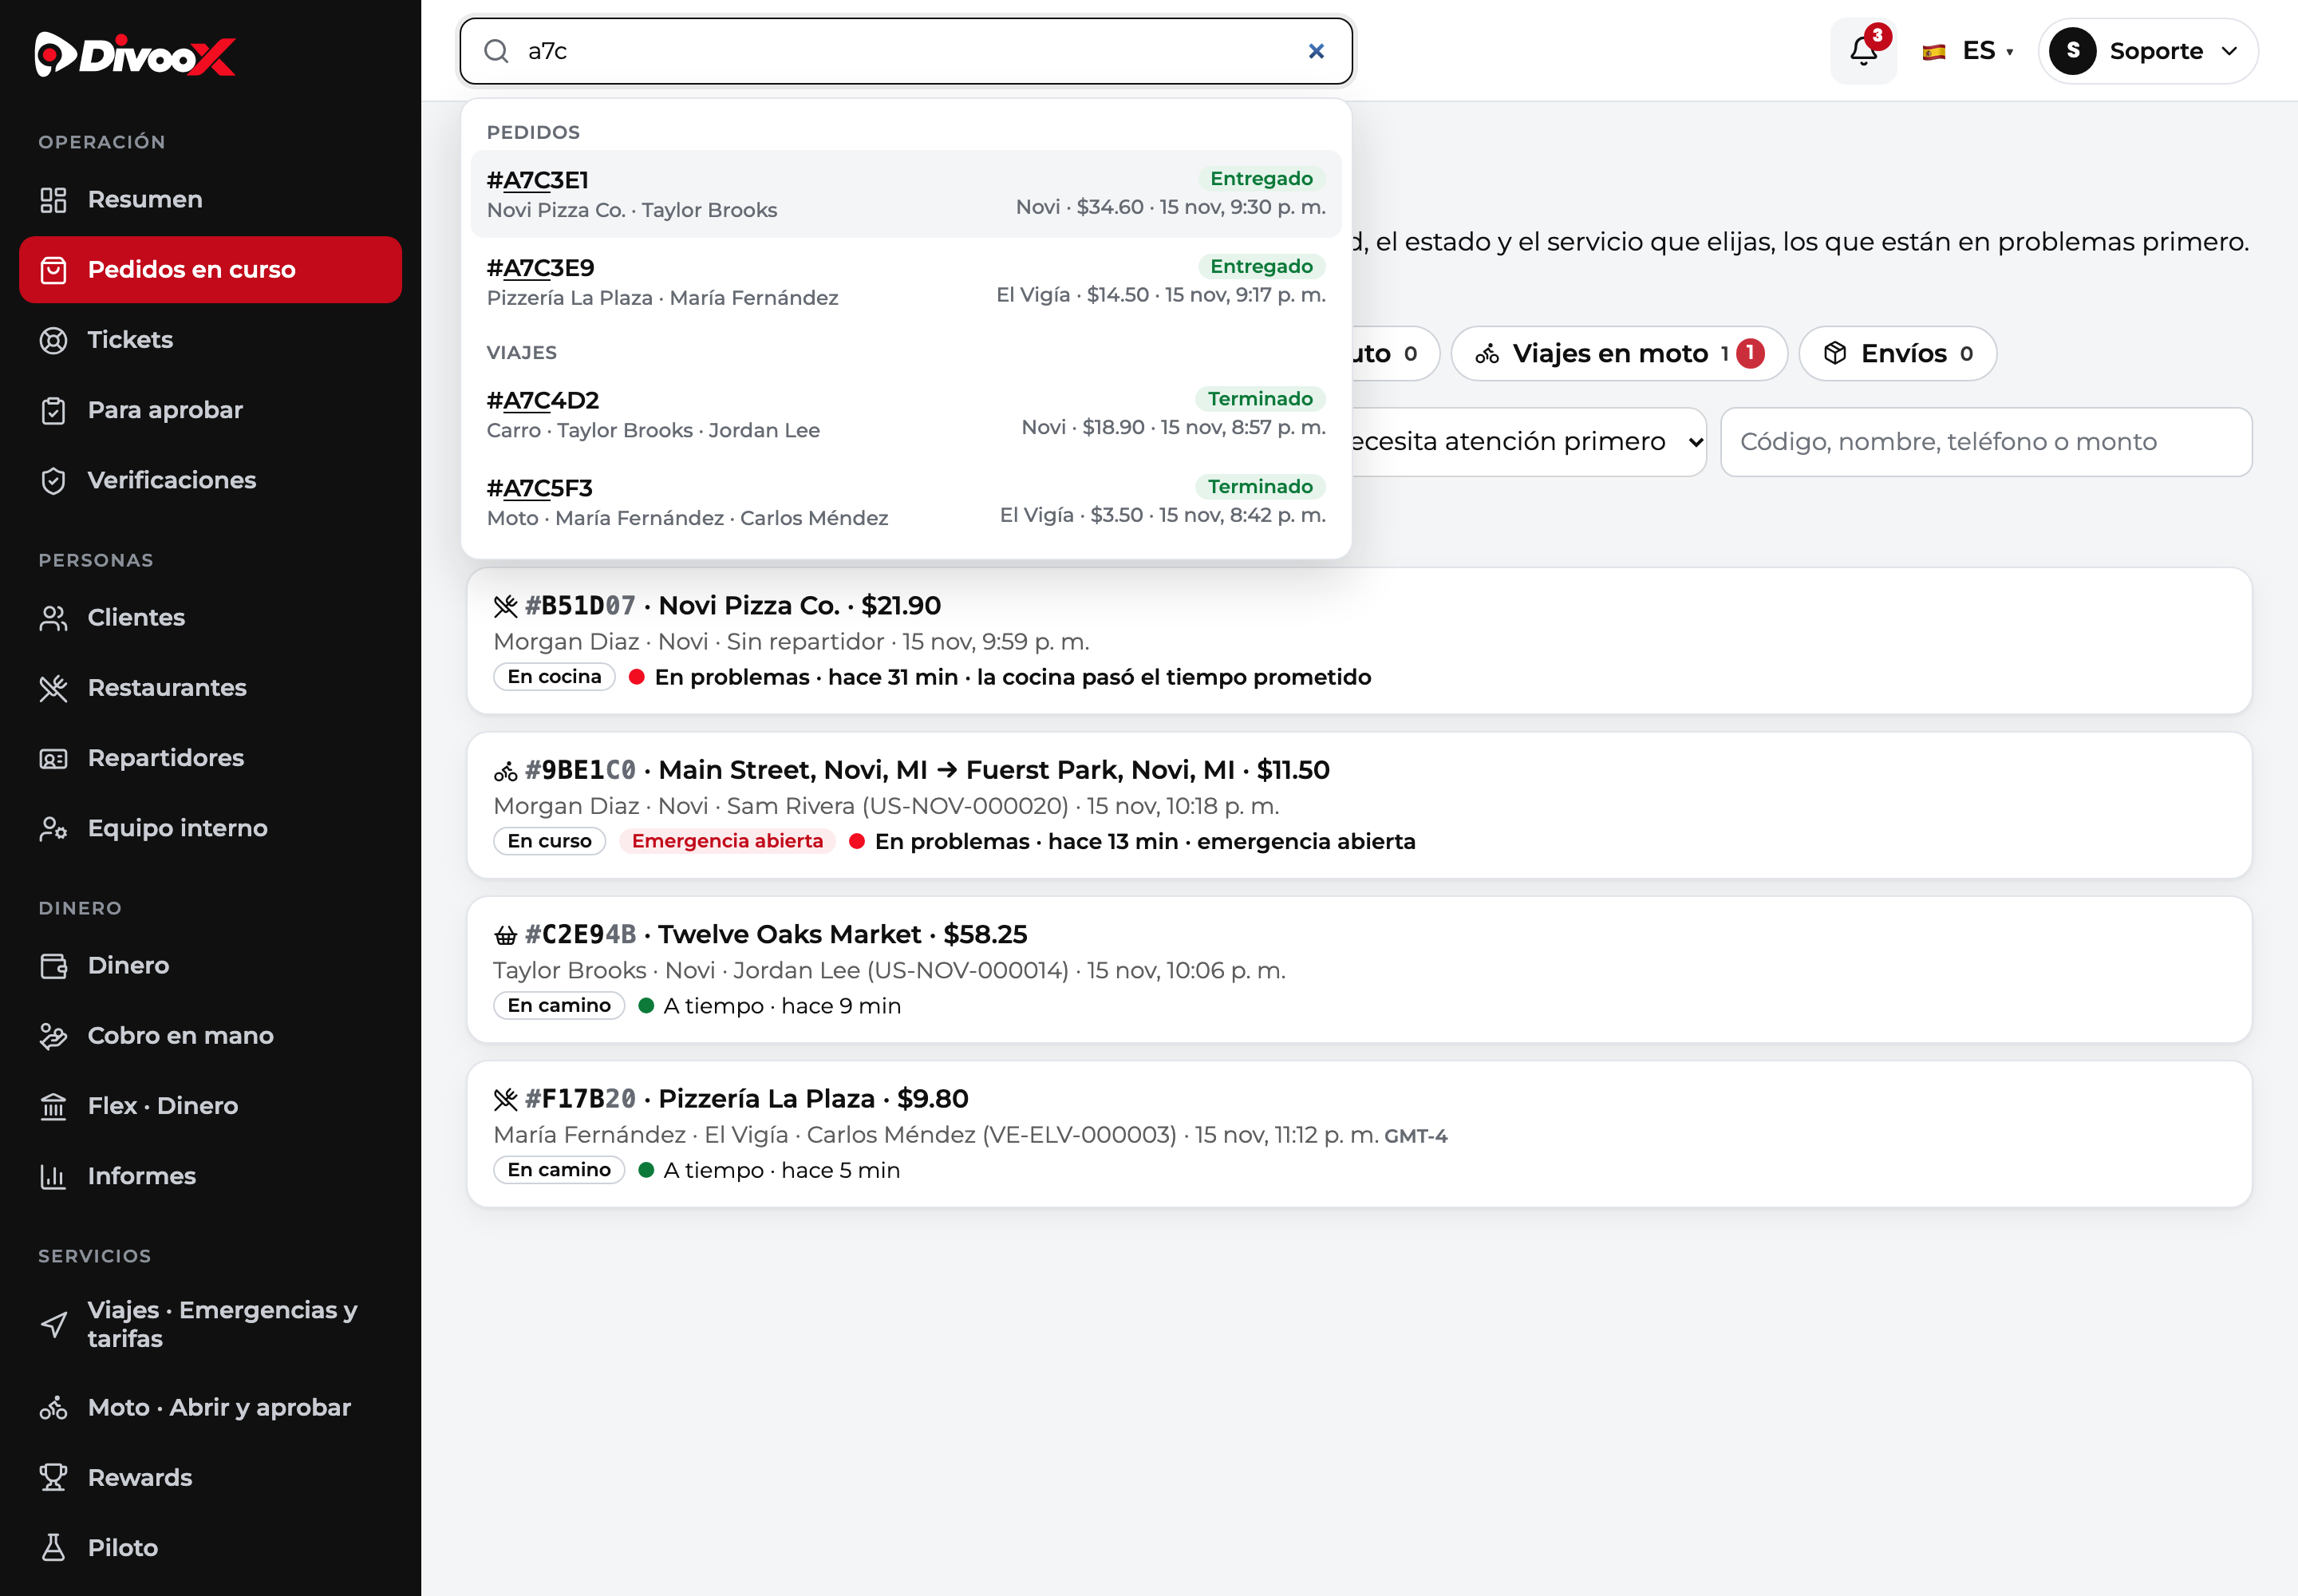 DivooX
OPERACIÓN
Resumen
Pedidos en curso
Tickets
Para aprobar
Verificaciones
PERSONAS
Clientes
Restaurantes
Repartidores
Equipo interno
DINERO
Dinero
Cobro en mano
Flex · Dinero
Informes
SERVICIOS
Viajes · Emergencias y
tarifas
Moto · Abrir y aprobar
Rewards
Piloto
a7c
3
ES
S
Soporte
PEDIDOS
#A7C3E1
Entregado
Novi Pizza Co. · Taylor Brooks
Novi · $34.60 · 15 nov, 9:30 p. m.
#A7C3E9
Entregado
Pizzería La Plaza · María Fernández
El Vigía · $14.50 · 15 nov, 9:17 p. m.
VIAJES
#A7C4D2
Terminado
Carro · Taylor Brooks · Jordan Lee
Novi · $18.90 · 15 nov, 8:57 p. m.
#A7C5F3
Terminado
Moto · María Fernández · Carlos Méndez
El Vigía · $3.50 · 15 nov, 8:42 p. m.
d, el estado y el servicio que elijas, los que están en problemas primero.
uto 0
Viajes en moto 1 1
Envíos 0
ecesita atención primero
Código, nombre, teléfono o monto
#B51D07 · Novi Pizza Co. · $21.90
Morgan Diaz · Novi · Sin repartidor · 15 nov, 9:59 p. m.
En cocina En problemas · hace 31 min · la cocina pasó el tiempo prometido
#9BE1C0 · Main Street, Novi, MI → Fuerst Park, Novi, MI · $11.50
Morgan Diaz · Novi · Sam Rivera (US-NOV-000020) · 15 nov, 10:18 p. m.
En curso Emergencia abierta En problemas · hace 13 min · emergencia abierta
#C2E94B · Twelve Oaks Market · $58.25
Taylor Brooks · Novi · Jordan Lee (US-NOV-000014) · 15 nov, 10:06 p. m.
En camino A tiempo · hace 9 min
#F17B20 · Pizzería La Plaza · $9.80
María Fernández · El Vigía · Carlos Méndez (VE-ELV-000003) · 15 nov, 11:12 p. m. GMT-4
En camino A tiempo · hace 5 min